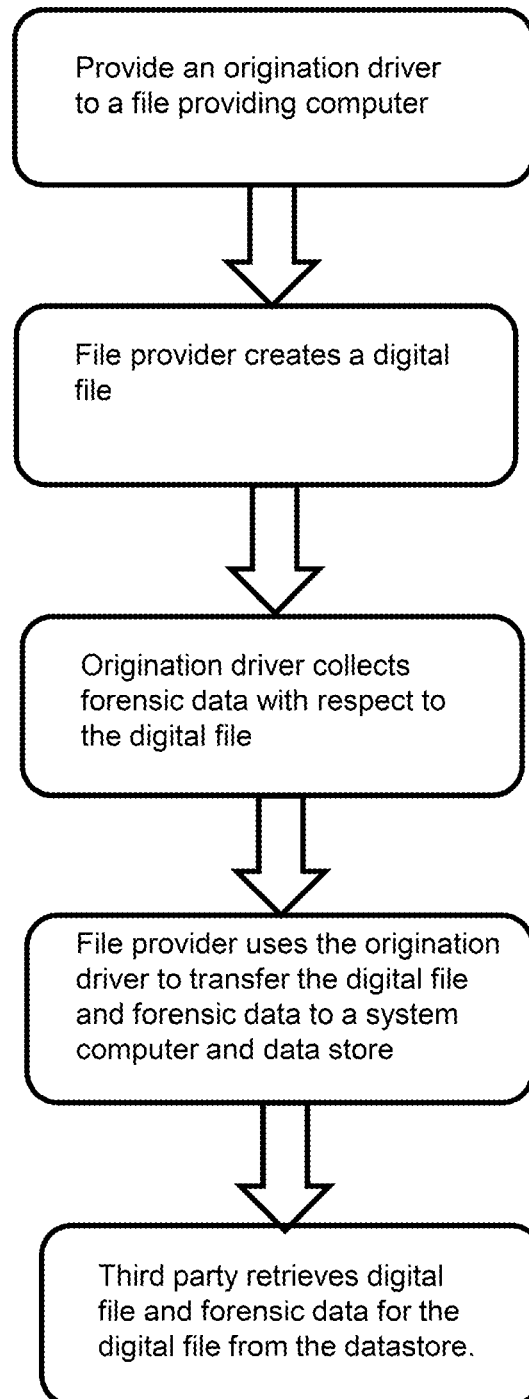 Provide an origination driver
to a file providing computer
File provider creates a digital
file
Origination driver collects
forensic data with respect to
the digital file
File provider uses the origination
driver to transfer the digital file
and forensic data to a system
computer and data store
Third party retrieves digital
file and forensic data for the
digital file from the datastore.